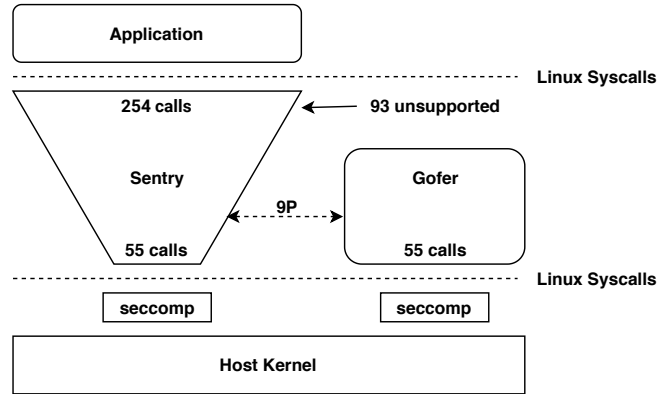 Application
Linux Syscalls
254 calls
93 unsupported
Sentry
Gofer
9P
55 calls
55 calls
Linux Syscalls
seccomp
seccomp
Host Kernel